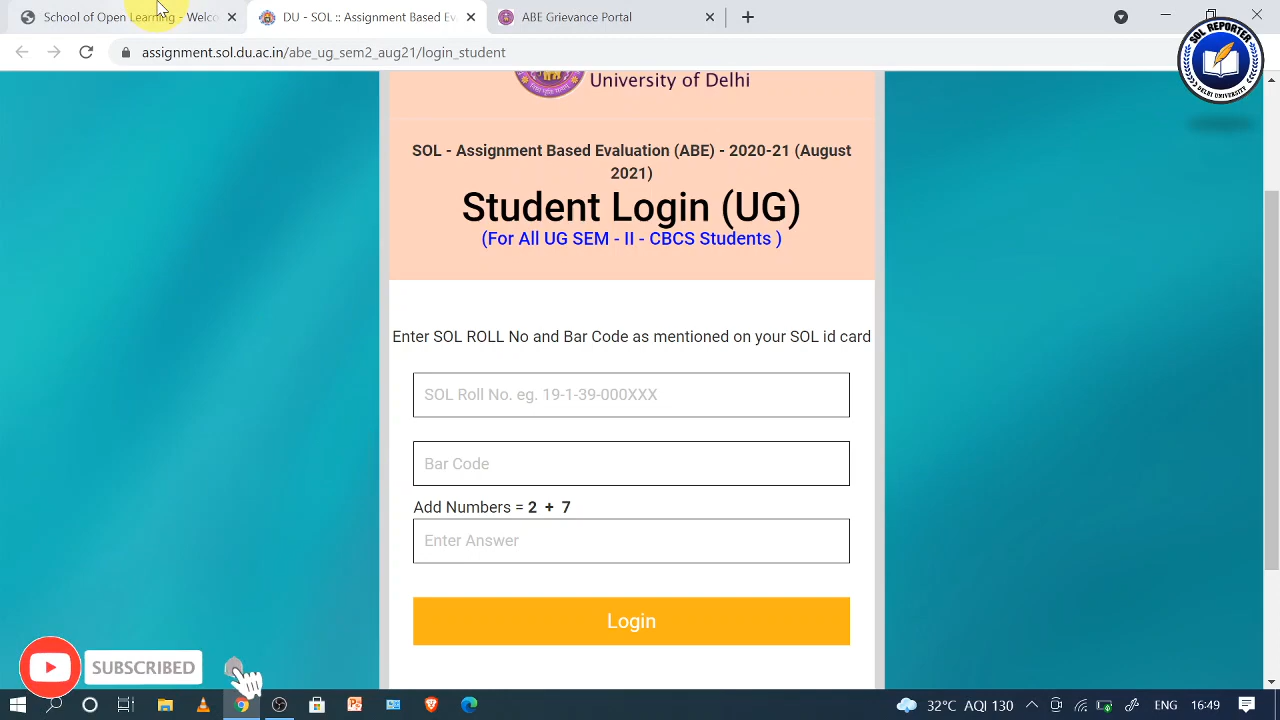 School of Open Learning - Welco
DU - SOL :: Assignment Based Ev
ABE Grievance Portal
assignment.sol.du.ac.in/abe_ug_sem2_aug21/login_student
SOL REPORTER
DELHI UNIVERSITY
University of Delhi
SOL - Assignment Based Evaluation (ABE) - 2020-21 (August
2021)
Student Login (UG)
(For All UG SEM - II - CBCS Students )
Enter SOL ROLL No and Bar Code as mentioned on your SOL id card
SOL Roll No. eg. 19-1-39-000XXX
Bar Code
Add Numbers = 2 + 7
Enter Answer
Login
SUBSCRIBED
32°C AQI 130
ENG
16:49